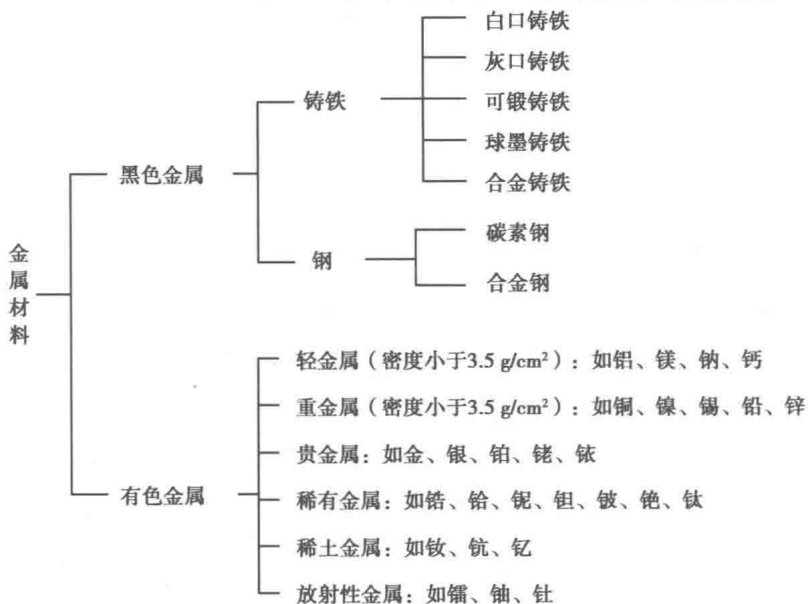 金属材料
黑色金属
铸铁
白口铸铁
灰口铸铁
可锻铸铁
球墨铸铁
合金铸铁
钢
碳素钢
合金钢
有色金属
轻金属（密度小于3.5 g/cm²）：如铝、镁、钠、钙
重金属（密度小于3.5 g/cm²）：如铜、镍、锡、铅、锌
贵金属：如金、银、铂、铑、铱
稀有金属：如锆、铪、铌、钽、铍、铯、钛
稀土金属：如钕、钪、钇
放射性金属：如镭、铀、钍